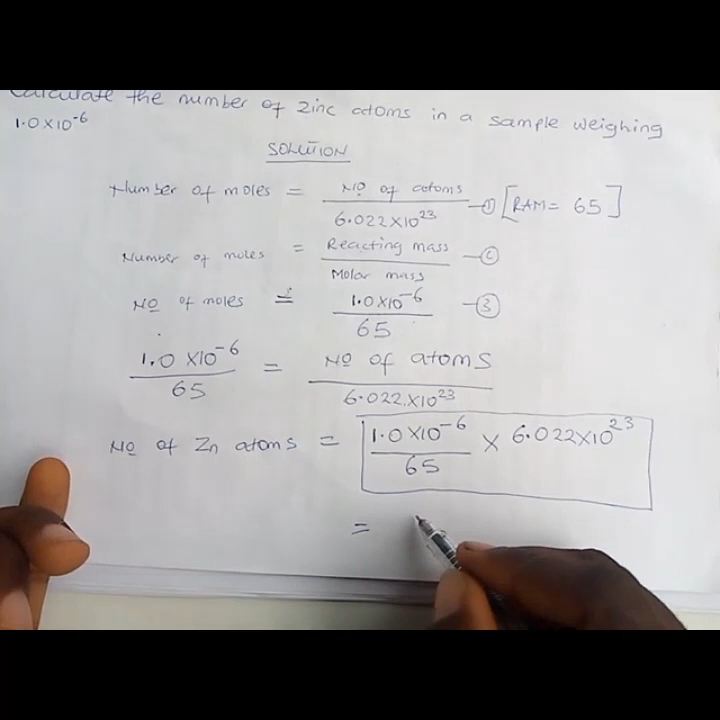 Calculate the number of zinc atoms in a sample weighing
1.0×10⁻⁶
SOLUTION
Number of moles = No of atoms / 6.022×10²³ —① [RAM = 65]
Number of moles = Reacting mass / Molar mass —②
No of moles = 1.0×10⁻⁶ / 65 —③
1.0×10⁻⁶ / 65 = No of atoms / 6.022×10²³
No of Zn atoms = 1.0×10⁻⁶ / 65 × 6.022×10²³
=